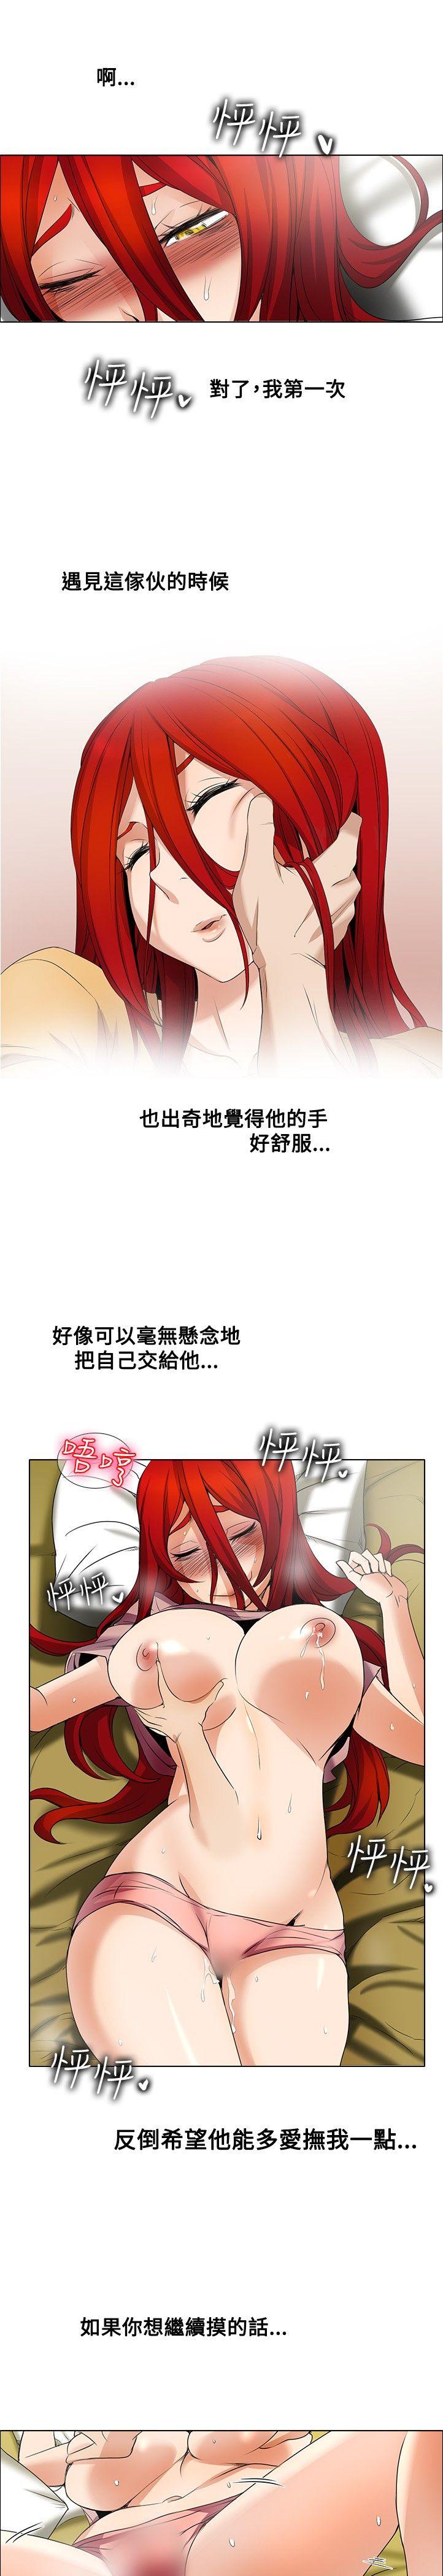 啊...
怦怦
怦怦
對了，我第一次
遇見這傢伙的時候
也出奇地覺得他的手
好舒服...
好像可以毫無懸念地
把自己交給他...
怦怦
唔哼
怦怦
怦怦
怦怦
反倒希望他能多愛撫我一點...
如果你想繼續摸的話...